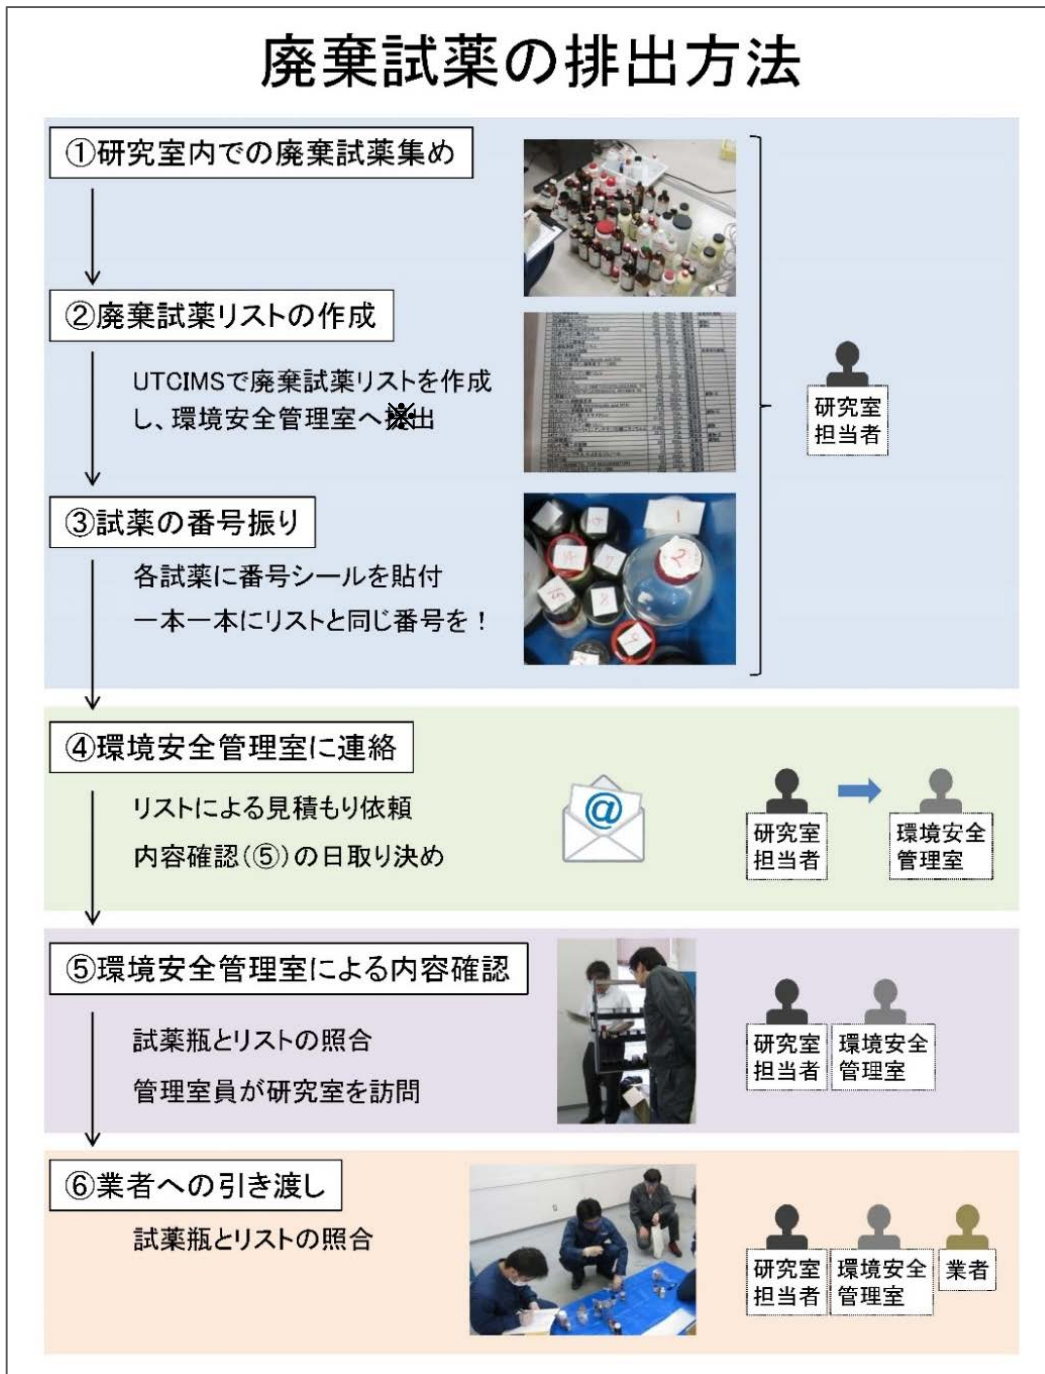 廃棄試薬の排出方法
①研究室内での廃棄試薬集め
②廃棄試薬リストの作成
UTCIMSで廃棄試薬リストを作成
し、環境安全管理室へ提出
※
研究室
担当者
③試薬の番号振り
各試薬に番号シールを貼付
一本一本にリストと同じ番号を！
1
2
8
9
④環境安全管理室に連絡
リストによる見積もり依頼
内容確認(⑤)の日取り決め
@
研究室
担当者
環境安全
管理室
⑤環境安全管理室による内容確認
試薬瓶とリストの照合
管理室員が研究室を訪問
研究室
担当者
環境安全
管理室
⑥業者への引き渡し
試薬瓶とリストの照合
研究室
担当者
環境安全
管理室
業者